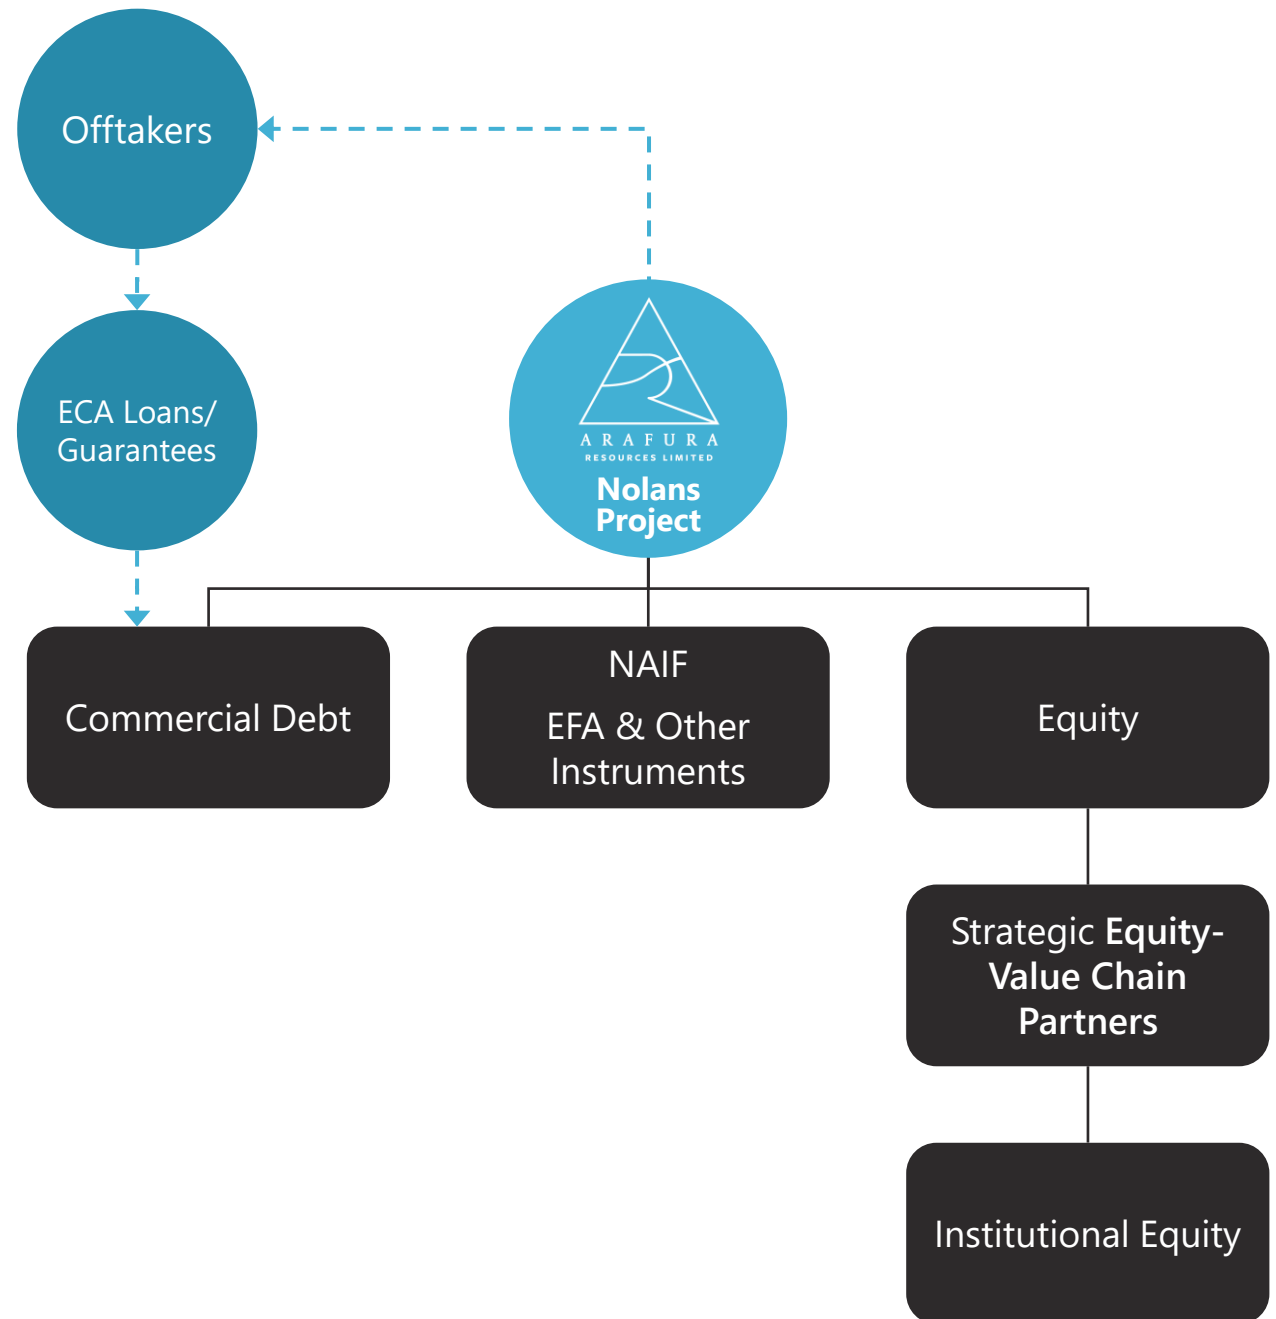 Offtakers
ECA Loans/
Guarantees
ARAFURA
RESOURCES LIMITED
Nolans
Project
Commercial Debt
NAIF
EFA & Other
Instruments
Equity
Strategic Equity-
Value Chain
Partners
Institutional Equity